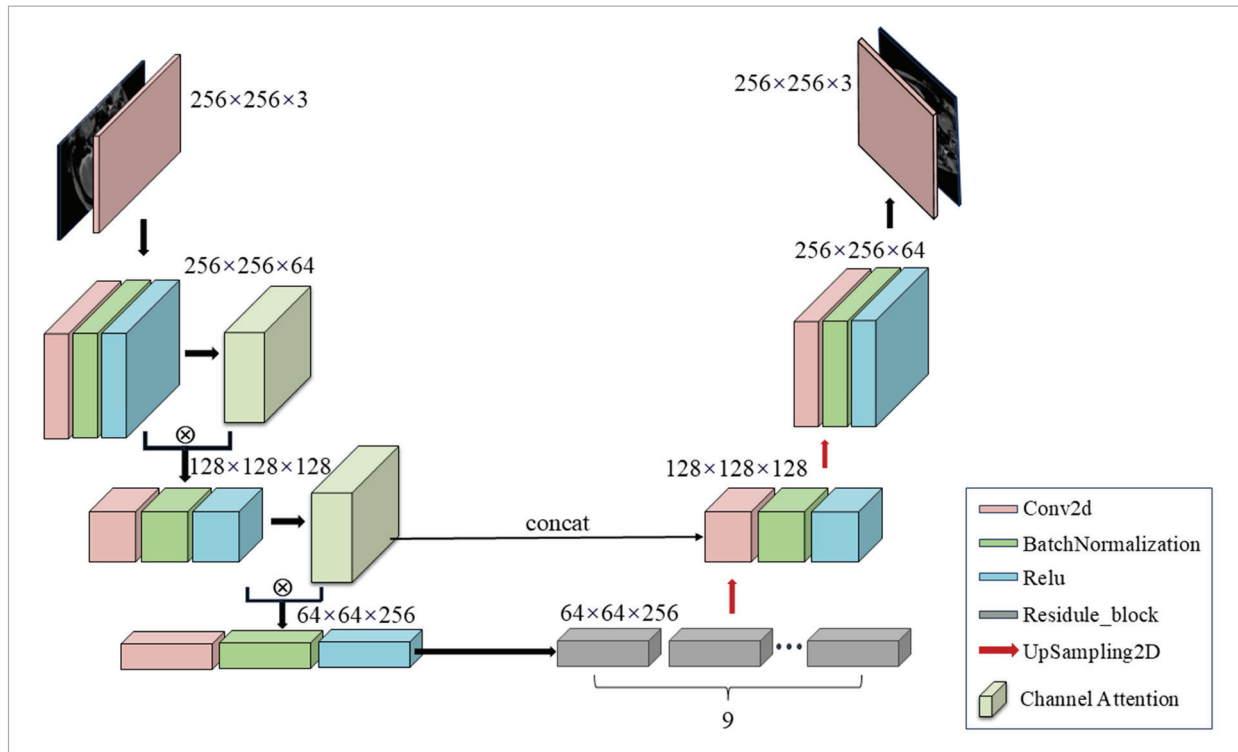 256×256×3
256×256×64
⊗
128×128×128
⊗
64×64×256
concat
64×64×256
9
128×128×128
256×256×64
256×256×3
Conv2d
BatchNormalization
Relu
Residule_block
UpSampling2D
Channel Attention